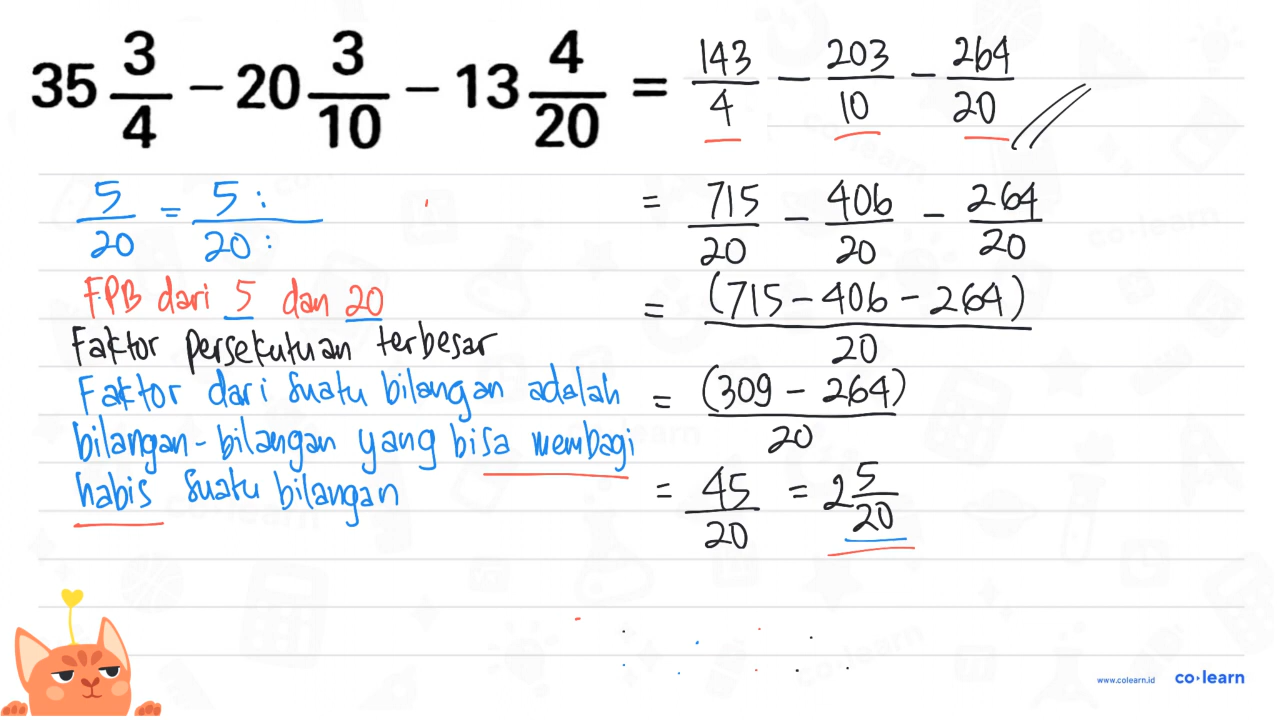 35 3/4 - 20 3/10 - 13 4/20 = 143/4 - 203/10 - 264/20
= 715/20 - 406/20 - 264/20
= (715 - 406 - 264)/20
= (309 - 264)/20
= 45/20 = 2 5/20
5/20 = 5 :/20 :
FPB dari 5 dan 20
Faktor persekutuan terbesar
Faktor dari suatu bilangan adalah
bilangan-bilangan yang bisa membagi
habis suatu bilangan
www.colearn.id co·learn